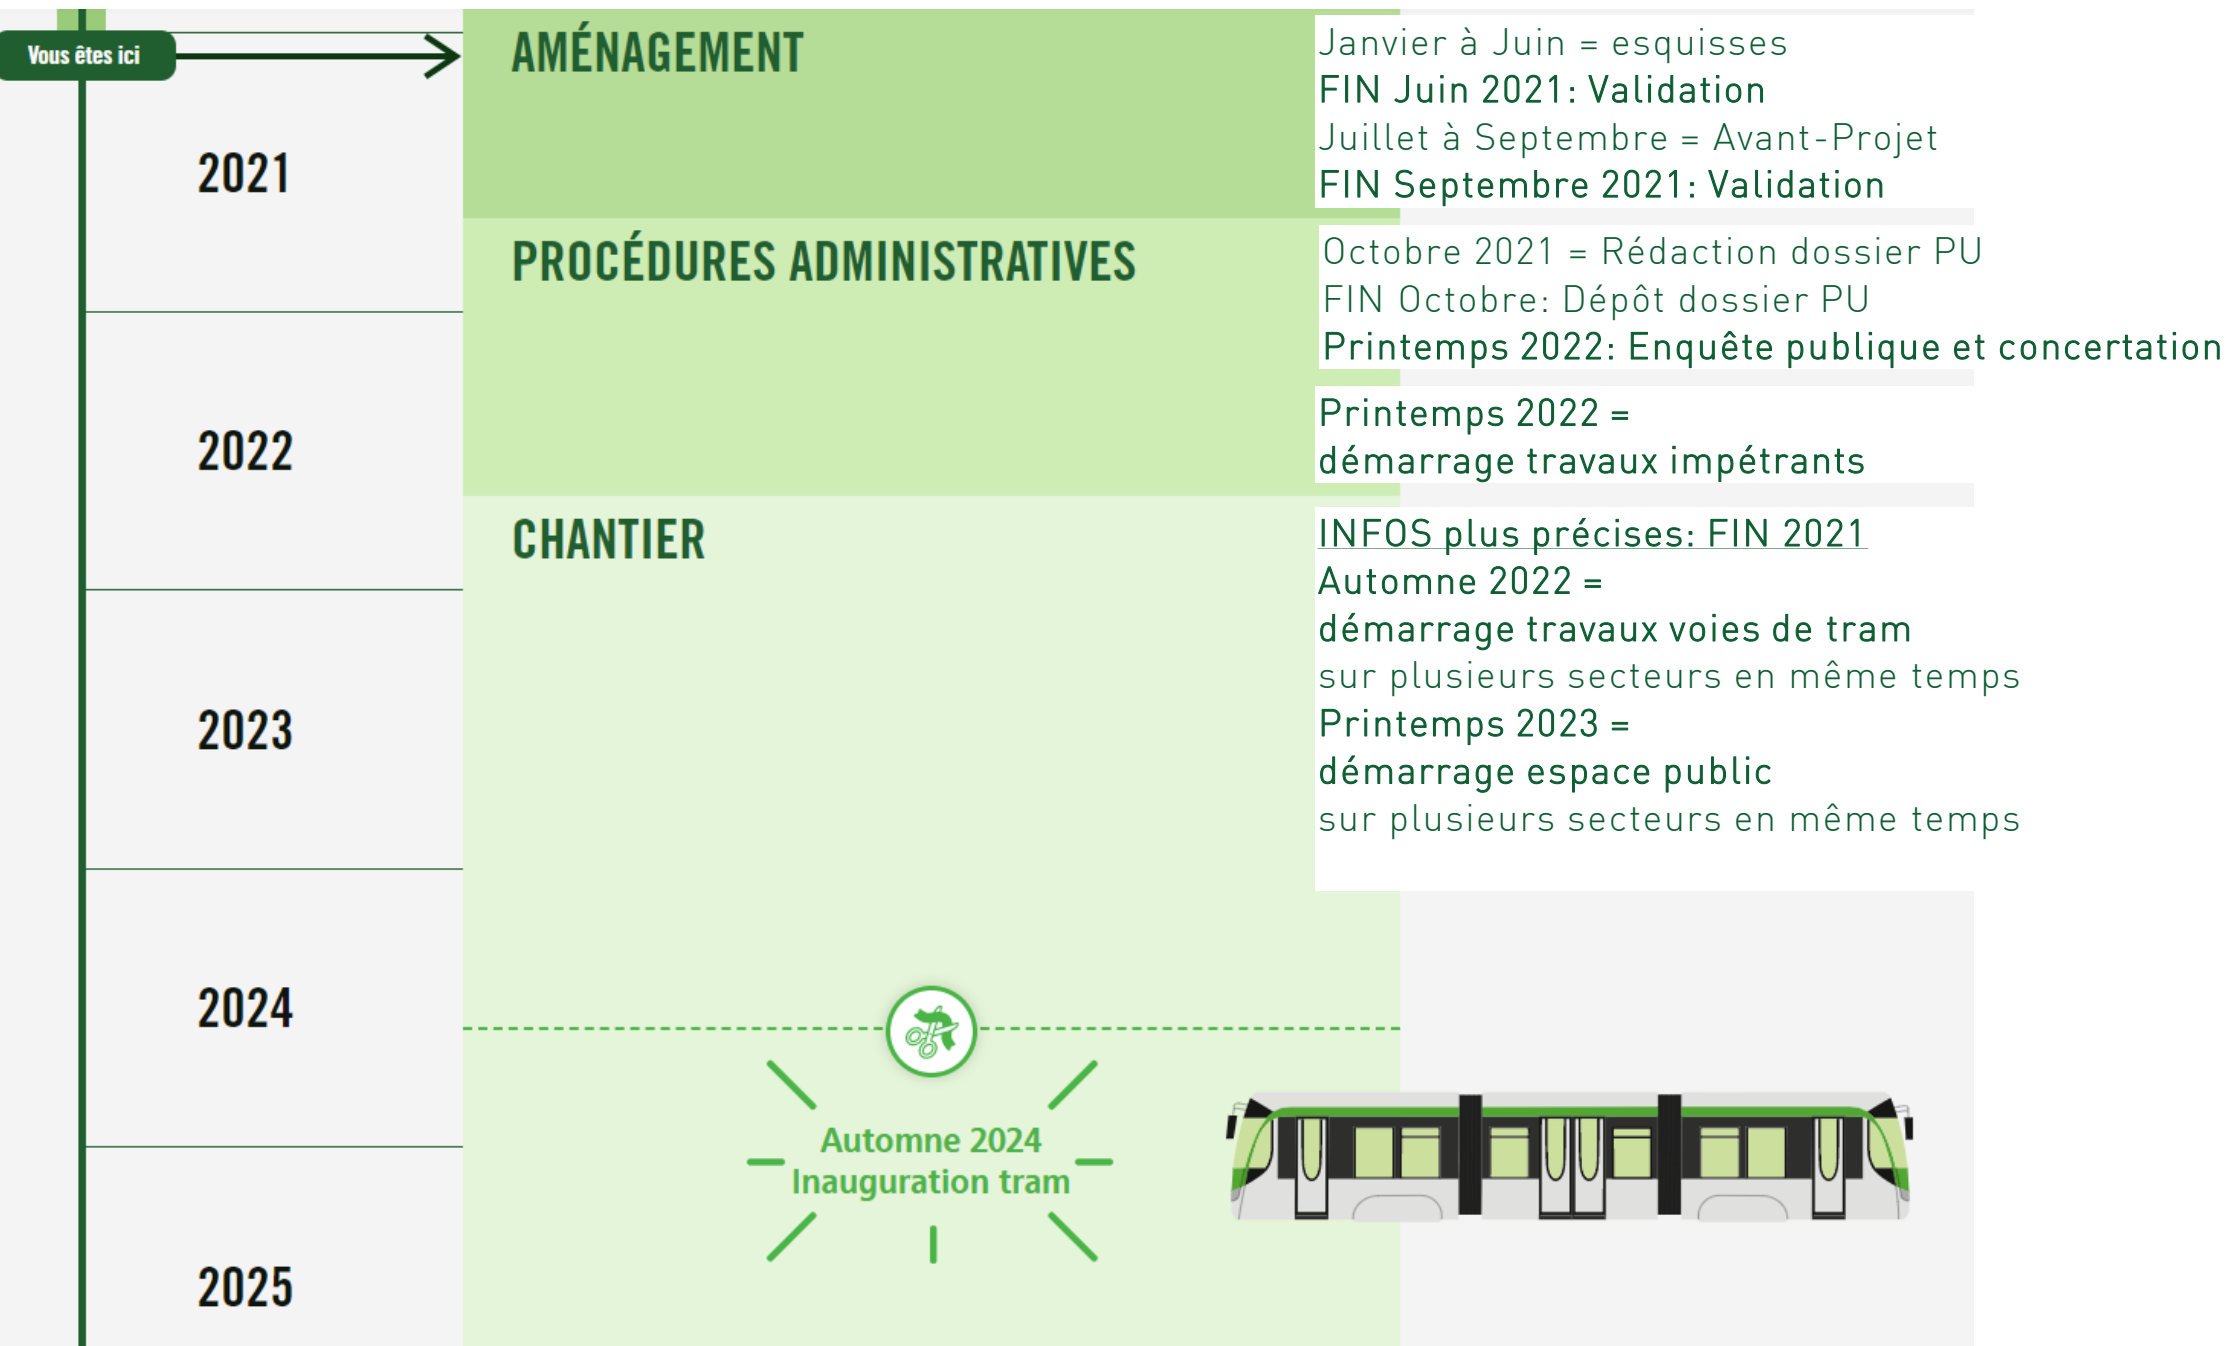 Vous êtes ici
AMÉNAGEMENT
Janvier à Juin = esquisses
FIN Juin 2021: Validation
Juillet à Septembre = Avant-Projet
FIN Septembre 2021: Validation
2021
PROCÉDURES ADMINISTRATIVES
Octobre 2021 = Rédaction dossier PU
FIN Octobre: Dépôt dossier PU
Printemps 2022: Enquête publique et concertation
Printemps 2022 =
démarrage travaux impétrants
2022
CHANTIER
INFOS plus précises: FIN 2021
Automne 2022 =
démarrage travaux voies de tram
sur plusieurs secteurs en même temps
Printemps 2023 =
démarrage espace public
sur plusieurs secteurs en même temps
2023
2024
Automne 2024
Inauguration tram
2025